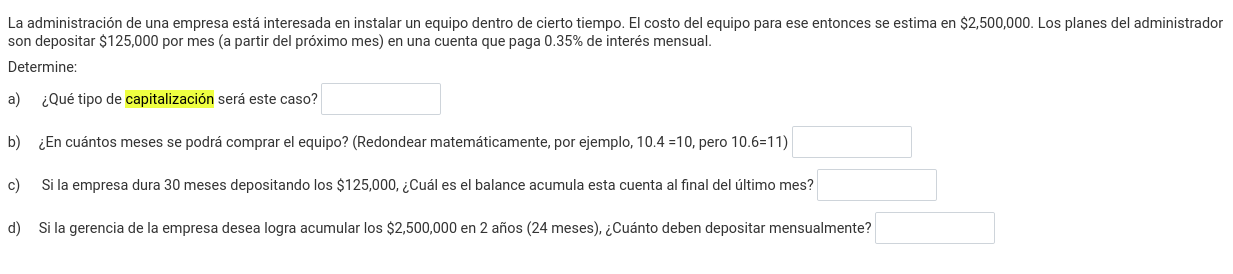 La administración de una empresa está interesada en instalar un equipo dentro de cierto tiempo. El costo del equipo para ese entonces se estima en $2,500,000. Los planes del administrador
son depositar $125,000 por mes (a partir del próximo mes) en una cuenta que paga 0.35% de interés mensual.
Determine:
a) ¿Qué tipo de capitalización será este caso?
b) ¿En cuántos meses se podrá comprar el equipo? (Redondear matemáticamente, por ejemplo, 10.4 =10, pero 10.6=11)
c) Si la empresa dura 30 meses depositando los $125,000, ¿Cuál es el balance acumula esta cuenta al final del último mes?
d) Si la gerencia de la empresa desea logra acumular los $2,500,000 en 2 años (24 meses), ¿Cuánto deben depositar mensualmente?